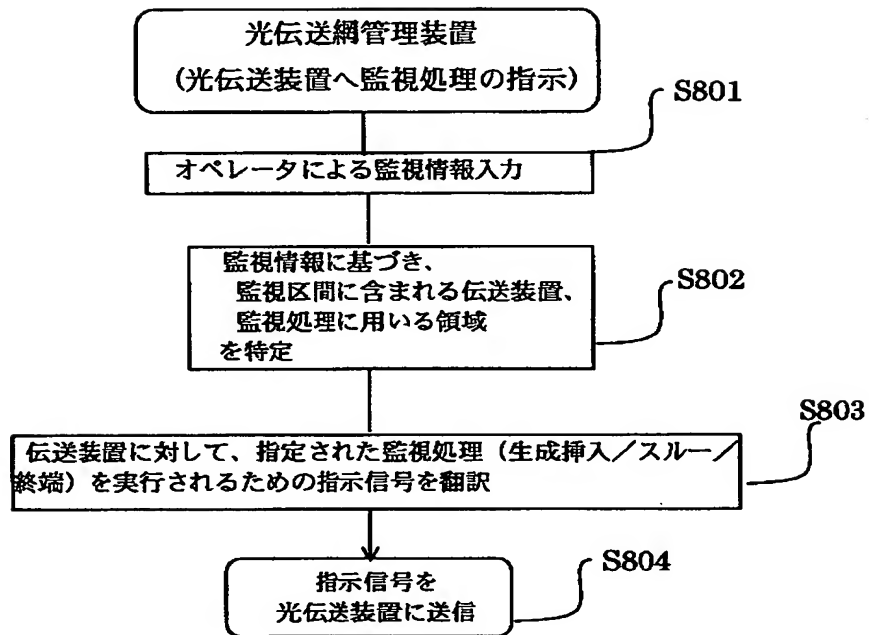 光伝送網管理装置
(光伝送装置へ監視処理の指示)
S801
オペレータによる監視情報入力
監視情報に基づき、
監視区間に含まれる伝送装置、
監視処理に用いる領域
を特定
S802
S803
伝送装置に対して、指定された監視処理（生成挿入／スルー／
終端）を実行されるための指示信号を翻訳
S804
指示信号を
光伝送装置に送信